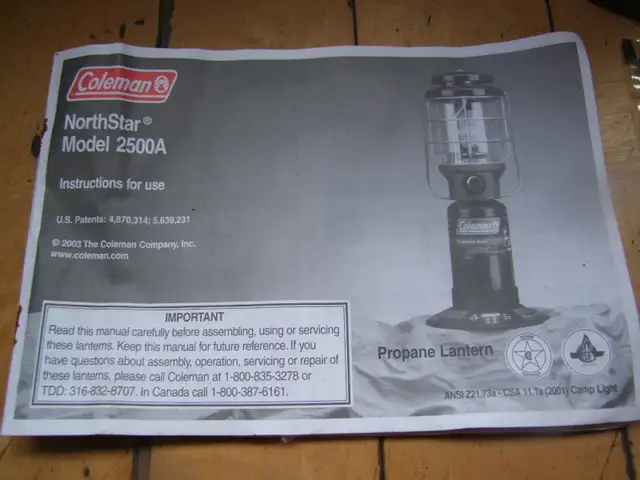 Coleman
NorthStar®
Model 2500A
Instructions for use
U.S. Patents: 4,870,314; 5,639,231
© 2003 The Coleman Company, Inc.
www.coleman.com
Coleman
IMPORTANT
Read this manual carefully before assembling, using or servicing
these lanterns. Keep this manual for future reference. If you
have questions about assembly, operation, servicing or repair of
these lanterns, please call Coleman at 1-800-835-3278 or
TDD: 316-832-8707. In Canada call 1-800-387-6161.
Propane Lantern
ANSI Z21.73a - CSA 11.1a (2001) Camp Light